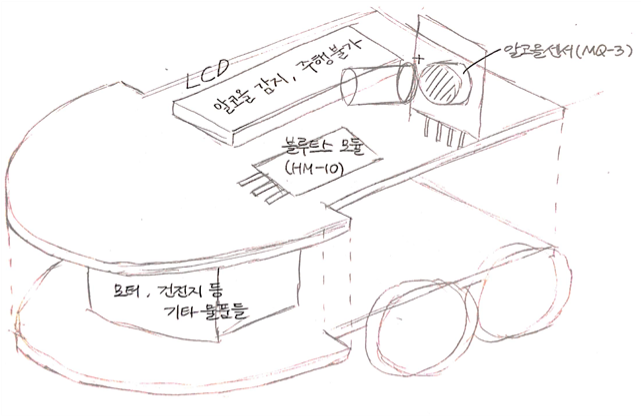 LCD
알코올 감지, 주행불가
알코올센서(MQ-3)
블루투스 모듈
(HM-10)
모터, 건전지 등
기타 물품들